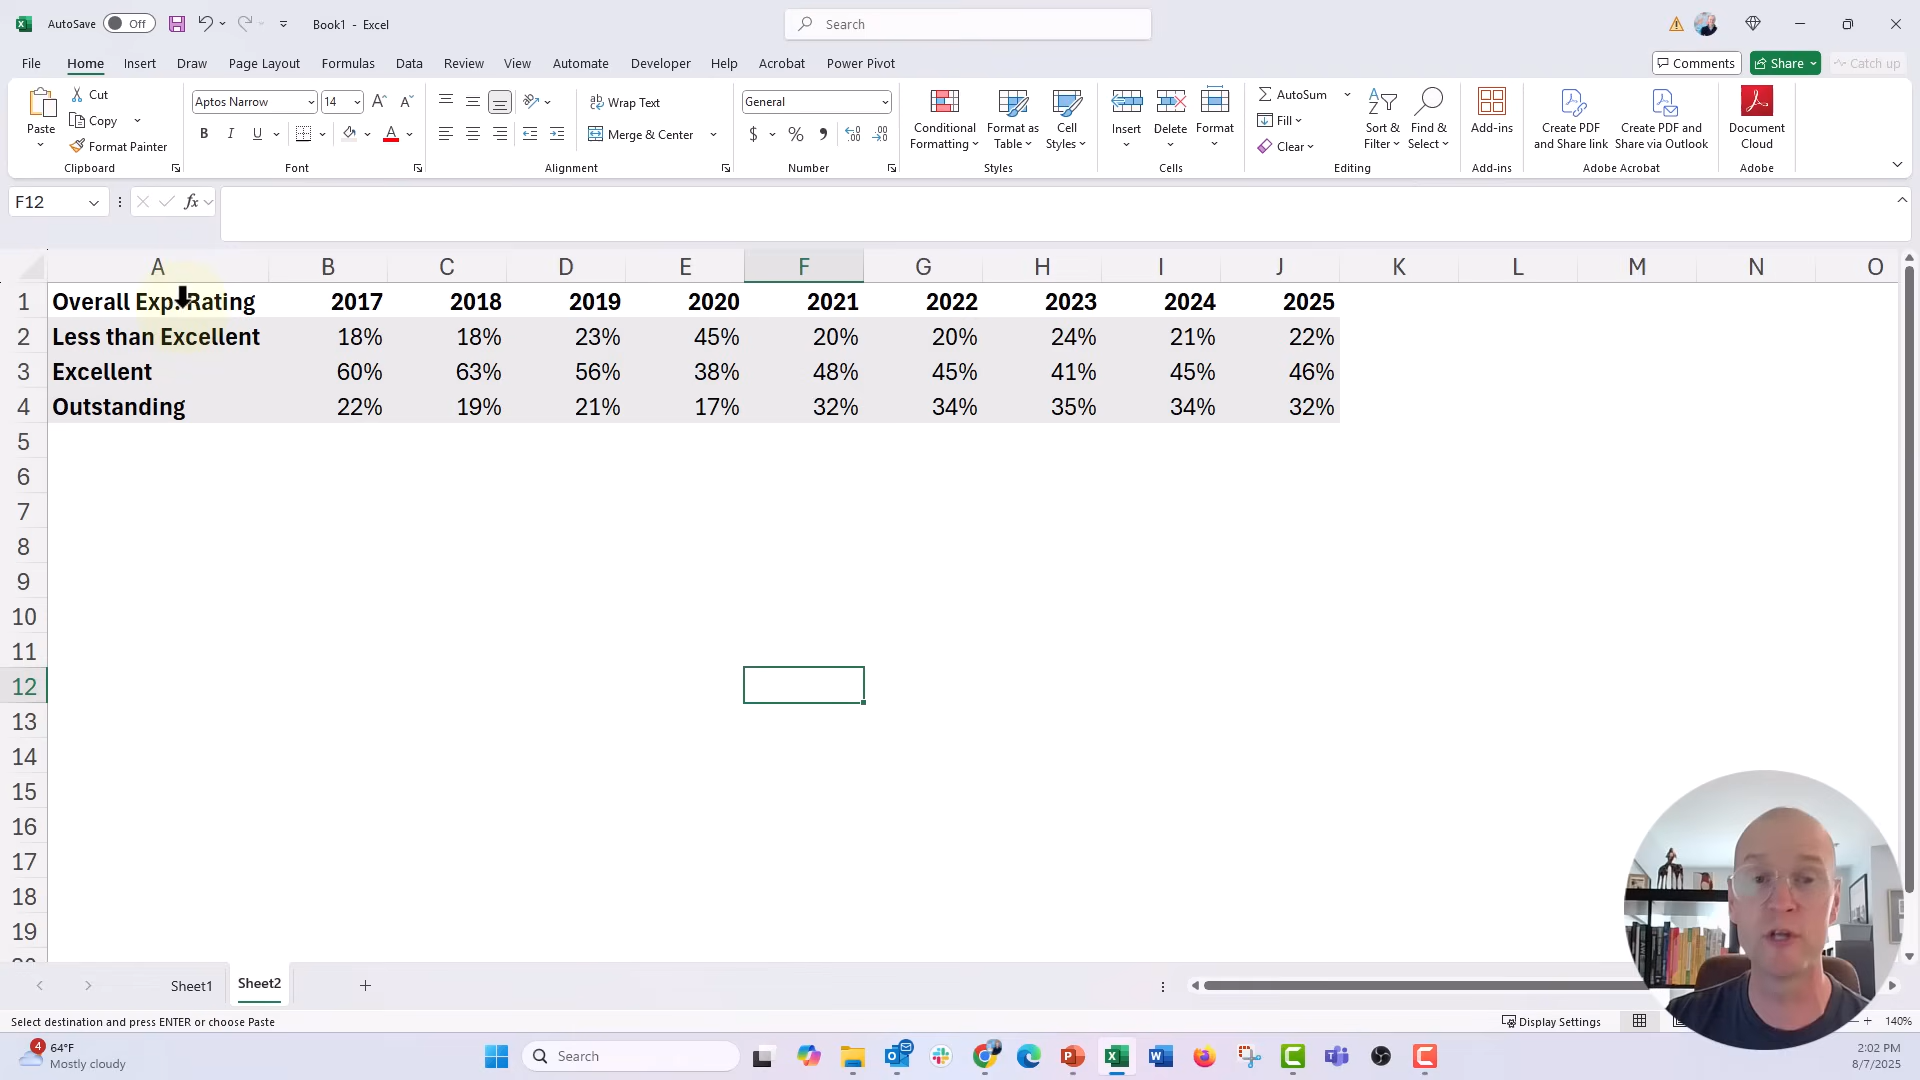 AutoSave Off Book1 - Excel Search
File Home Insert Draw Page Layout Formulas Data Review View Automate Developer Help Acrobat Power Pivot Comments Share Catch up
Paste Cut Copy Format Painter Clipboard
Aptos Narrow 14 B I U A Font
Wrap Text Merge & Center Alignment
General $ % , Number
Conditional Formatting Format as Table Cell Styles Styles
Insert Delete Format Cells
AutoSum Fill Clear Sort & Filter Find & Select Editing
Add-ins Add-ins
Create PDF and Share link Create PDF and Share via Outlook Adobe Acrobat
Document Cloud Adobe
F12 fx
A B C D E F G H I J K L M N O
1 Overall Exp Rating 2017 2018 2019 2020 2021 2022 2023 2024 2025
2 Less than Excellent 18% 18% 23% 45% 20% 20% 24% 21% 22%
3 Excellent 60% 63% 56% 38% 48% 45% 41% 45% 46%
4 Outstanding 22% 19% 21% 17% 32% 34% 35% 34% 32%
5
6
7
8
9
10
11
12
13
14
15
16
17
18
19
Sheet1 Sheet2 +
Select destination and press ENTER or choose Paste Display Settings 140%
4 64°F
Mostly cloudy
Search
2:02 PM
8/7/2025